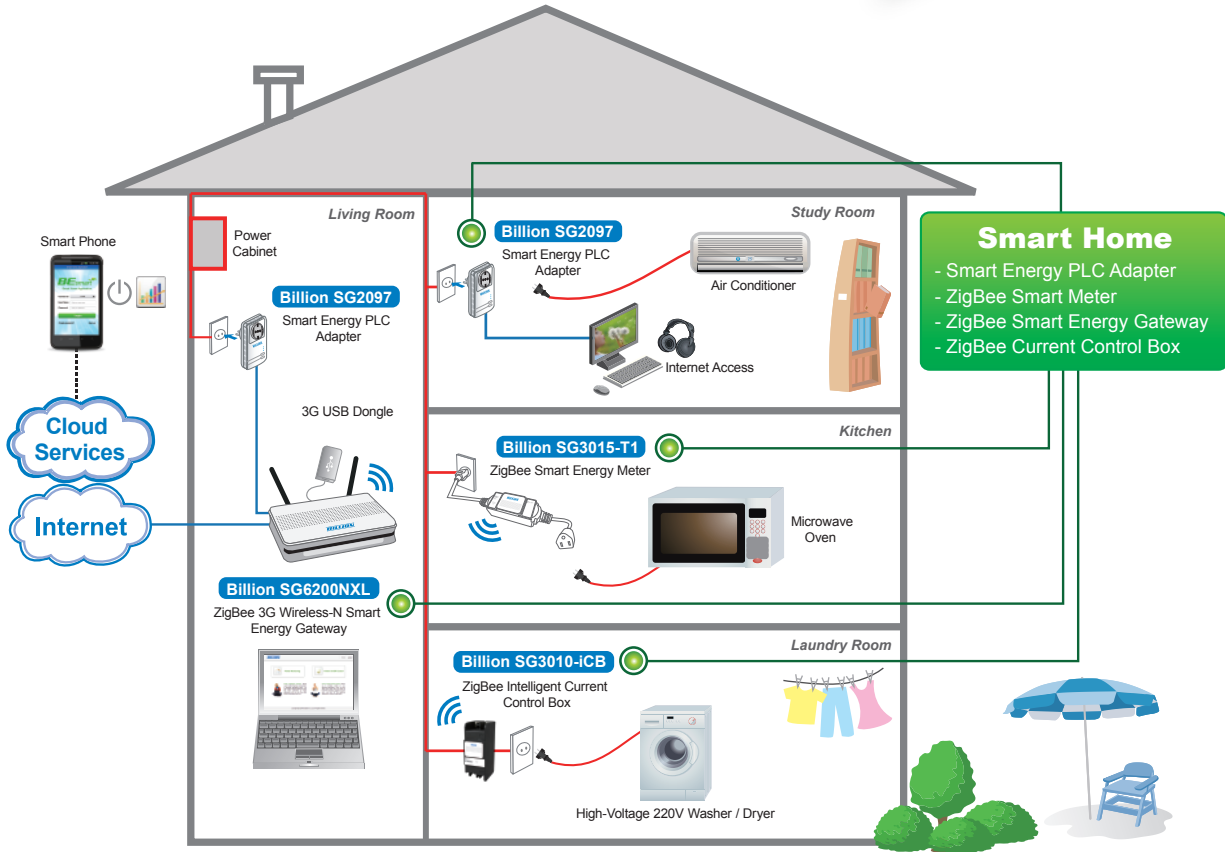 Living Room
Power
Cabinet
Smart Phone
BEsmart
Billion SG2097
Smart Energy PLC
Adapter
3G USB Dongle
Cloud
Services
Internet
BILLION
Billion SG6200NXL
ZigBee 3G Wireless-N Smart
Energy Gateway
Study Room
Billion SG2097
Smart Energy PLC
Adapter
Air Conditioner
Internet Access
Kitchen
Billion SG3015-T1
ZigBee Smart Energy Meter
Microwave
Oven
Laundry Room
Billion SG3010-iCB
ZigBee Intelligent Current
Control Box
High-Voltage 220V Washer / Dryer
Smart Home
- Smart Energy PLC Adapter
- ZigBee Smart Meter
- ZigBee Smart Energy Gateway
- ZigBee Current Control Box